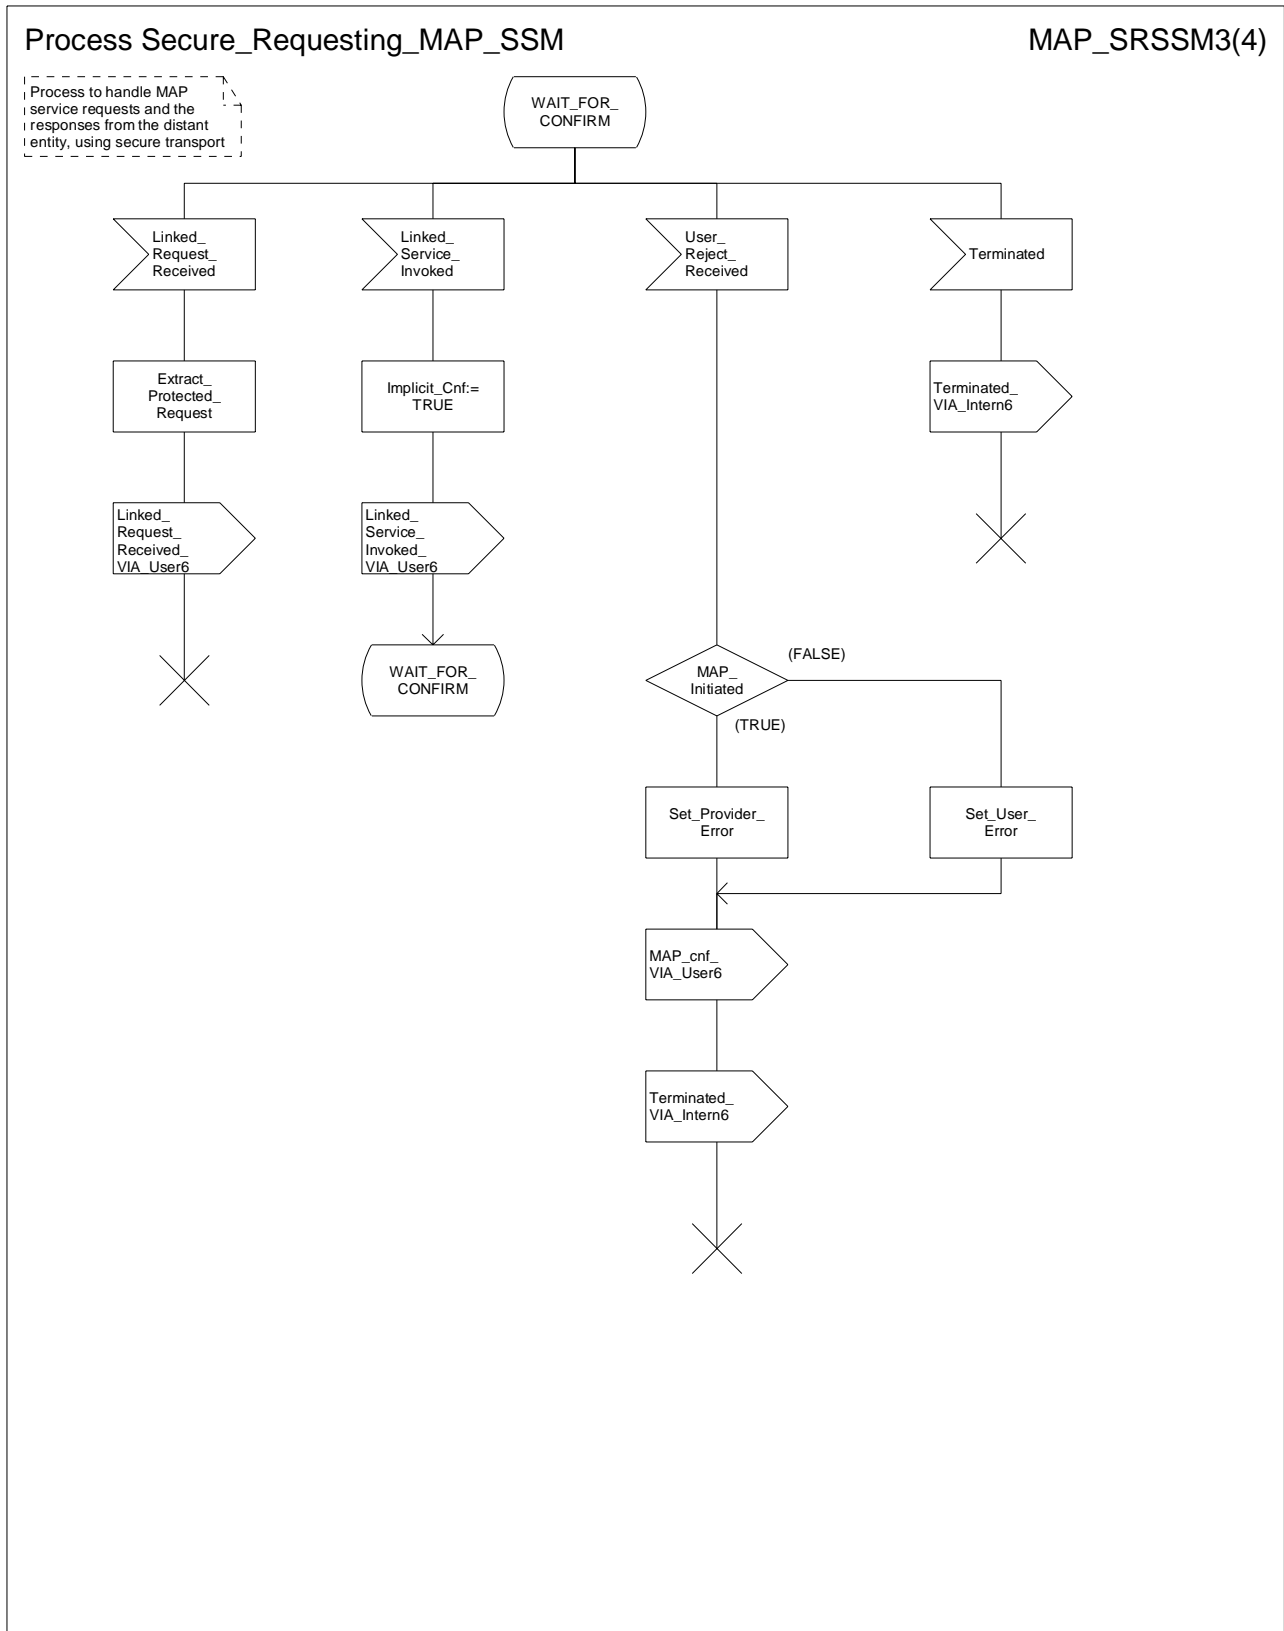 Process Secure_Requesting_MAP_SSM
MAP_SRSSM3(4)
Process to handle MAP
service requests and the
responses from the distant
entity, using secure transport
WAIT_FOR_
CONFIRM
Linked_
Request_
Received
Linked_
Service_
Invoked
User_
Reject_
Received
Terminated
Extract_
Protected_
Request
Implicit_Cnf:=
TRUE
Terminated_
VIA_Intern6
Linked_
Request_
Received_
VIA_User6
Linked_
Service_
Invoked_
VIA_User6
WAIT_FOR_
CONFIRM
MAP_
Initiated
(FALSE)
(TRUE)
Set_Provider_
Error
Set_User_
Error
MAP_cnf_
VIA_User6
Terminated_
VIA_Intern6